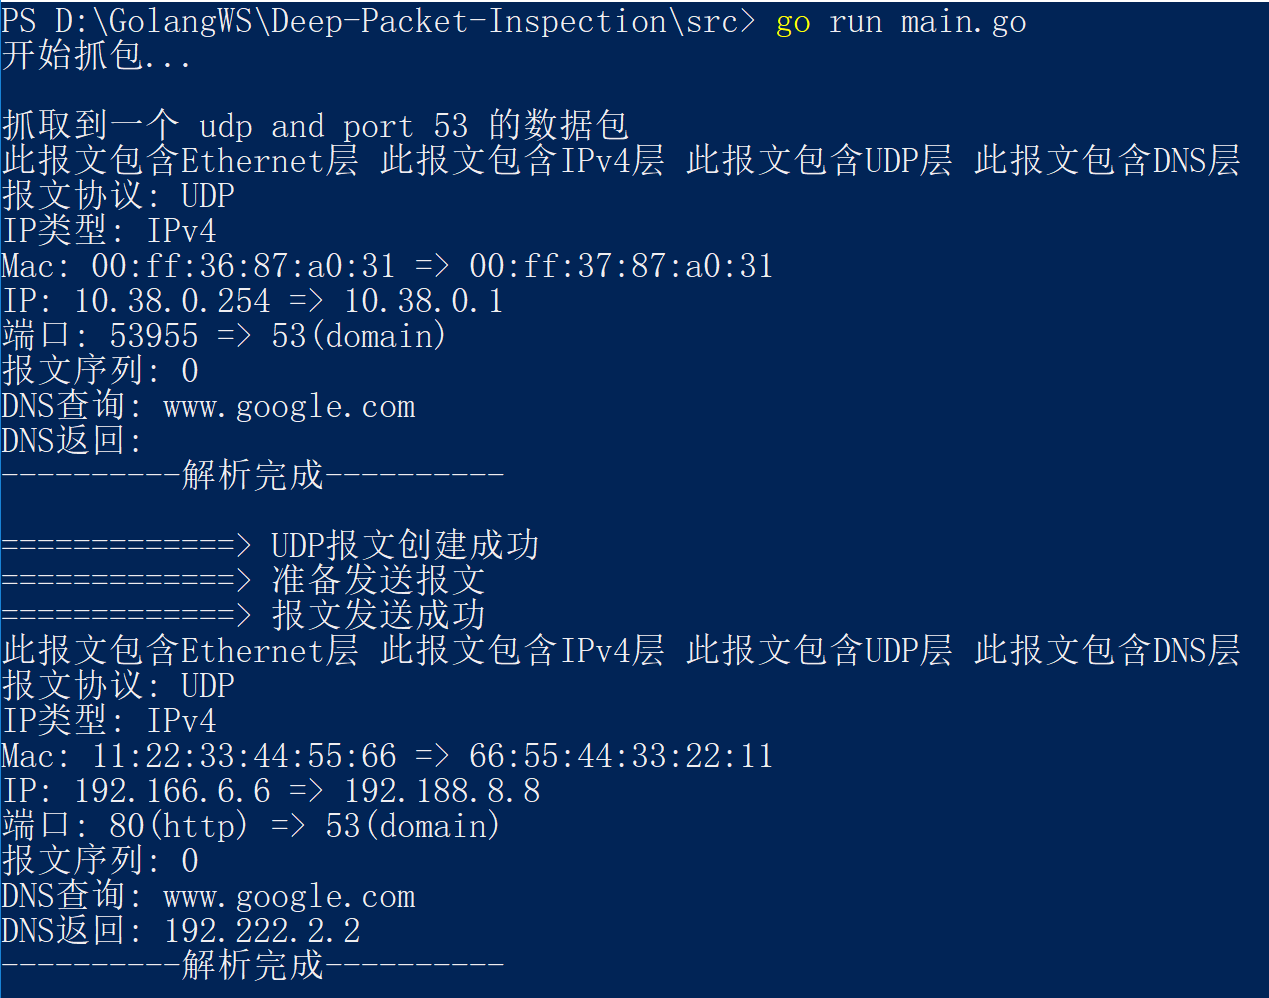 PS D:\GolangWS\Deep-Packet-Inspection\src> go run main.go
开始抓包...
抓取到一个 udp and port 53 的数据包
此报文包含Ethernet层 此报文包含IPv4层 此报文包含UDP层 此报文包含DNS层
报文协议: UDP
IP类型: IPv4
Mac: 00:ff:36:87:a0:31 => 00:ff:37:87:a0:31
IP: 10.38.0.254 => 10.38.0.1
端口: 53955 => 53(domain)
报文序列: 0
DNS查询: www.google.com
DNS返回:
----------解析完成----------
=============> UDP报文创建成功
=============> 准备发送报文
=============> 报文发送成功
此报文包含Ethernet层 此报文包含IPv4层 此报文包含UDP层 此报文包含DNS层
报文协议: UDP
IP类型: IPv4
Mac: 11:22:33:44:55:66 => 66:55:44:33:22:11
IP: 192.166.6.6 => 192.188.8.8
端口: 80(http) => 53(domain)
报文序列: 0
DNS查询: www.google.com
DNS返回: 192.222.2.2
----------解析完成----------